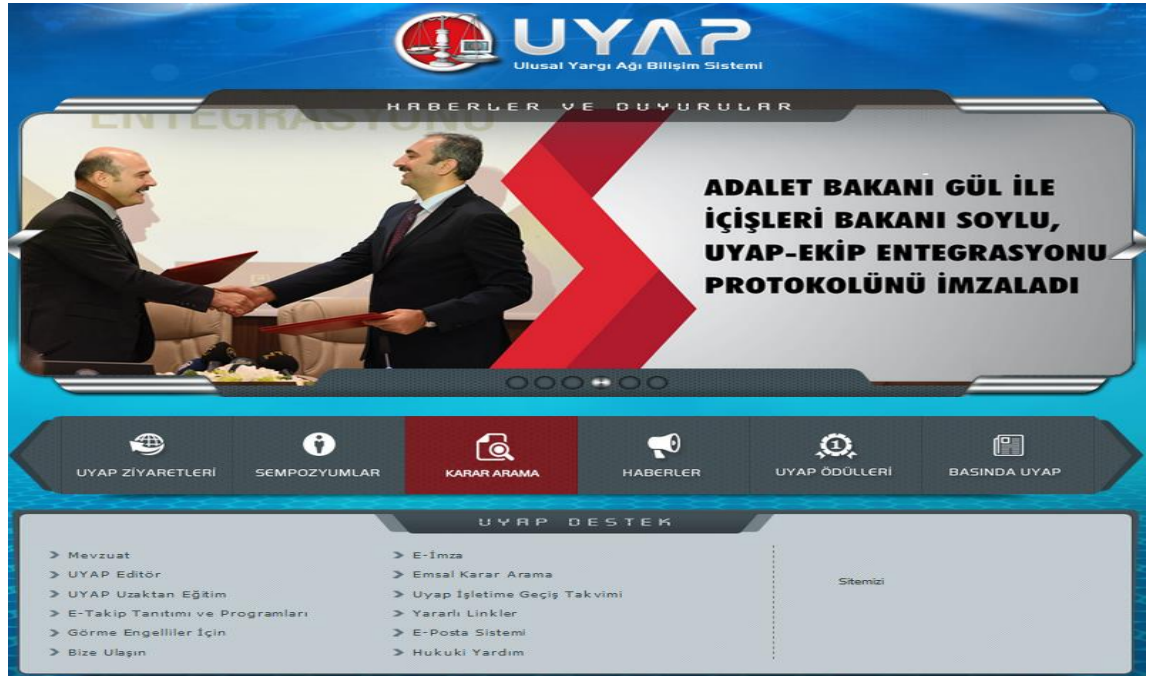 UYAP
Ulusal Yargı Ağı Bilişim Sistemi
HABERLER VE DUYURULAR
ENTEGRASYONU
ADALET BAKANI GÜL İLE
İÇİŞLERİ BAKANI SOYLU,
UYAP-EKİP ENTEGRASYONU
PROTOKOLÜNÜ İMZALADI
UYAP ZİYARETLERİ
SEMPOZYUMLAR
KARAR ARAMA
HABERLER
1
UYAP ÖDÜLLERİ
BASINDA UYAP
UYAP DESTEK
Mevzuat
UYAP Editör
UYAP Uzaktan Eğitim
E-Takip Tanıtımı ve Programları
Görme Engelliler İçin
Bize Ulaşın
E-İmza
Emsal Karar Arama
Uyap İşletime Geçiş Takvimi
Yararlı Linkler
E-Posta Sistemi
Hukuki Yardım
Sitemizi